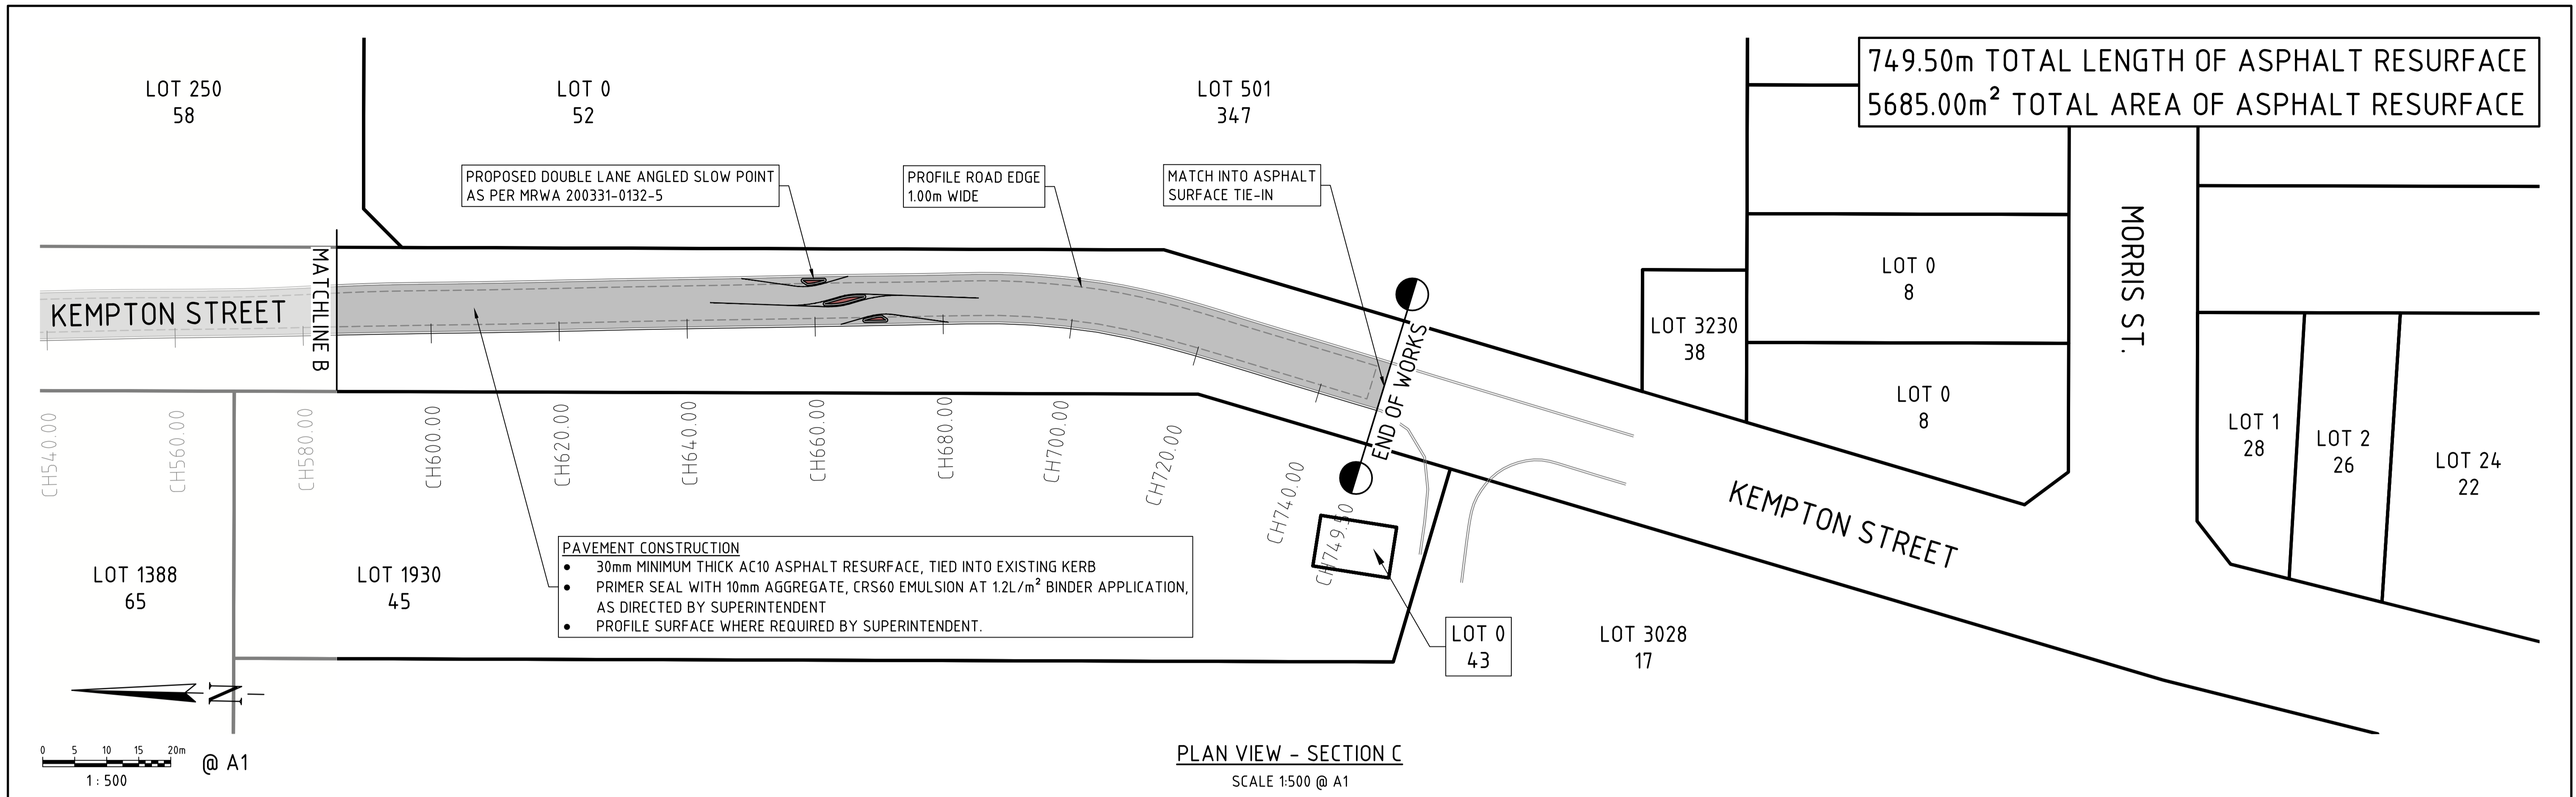 749.50m TOTAL LENGTH OF ASPHALT RESURFACE
5685.00m² TOTAL AREA OF ASPHALT RESURFACE
LOT 250
58
LOT 0
52
LOT 501
347
PROPOSED DOUBLE LANE ANGLED SLOW POINT
AS PER MRWA 200331-0132-5
PROFILE ROAD EDGE
1.00m WIDE
MATCH INTO ASPHALT
SURFACE TIE-IN
MORRIS ST.
LOT 0
8
LOT 3230
38
LOT 0
8
KEMPTON STREET
MATCHLINE B
END OF WORKS
LOT 1
28
LOT 2
26
LOT 24
22
CH540.00
CH560.00
CH580.00
CH600.00
CH620.00
CH640.00
CH660.00
CH680.00
CH700.00
CH720.00
CH740.00
CH749.50
KEMPTON STREET
PAVEMENT CONSTRUCTION
• 30mm MINIMUM THICK AC10 ASPHALT RESURFACE, TIED INTO EXISTING KERB
• PRIMER SEAL WITH 10mm AGGREGATE, CRS60 EMULSION AT 1.2L/m² BINDER APPLICATION,
AS DIRECTED BY SUPERINTENDENT
• PROFILE SURFACE WHERE REQUIRED BY SUPERINTENDENT.
LOT 1388
65
LOT 1930
45
LOT 0
43
LOT 3028
17
N
0 5 10 15 20m
1 : 500
@ A1
PLAN VIEW - SECTION C
SCALE 1:500 @ A1